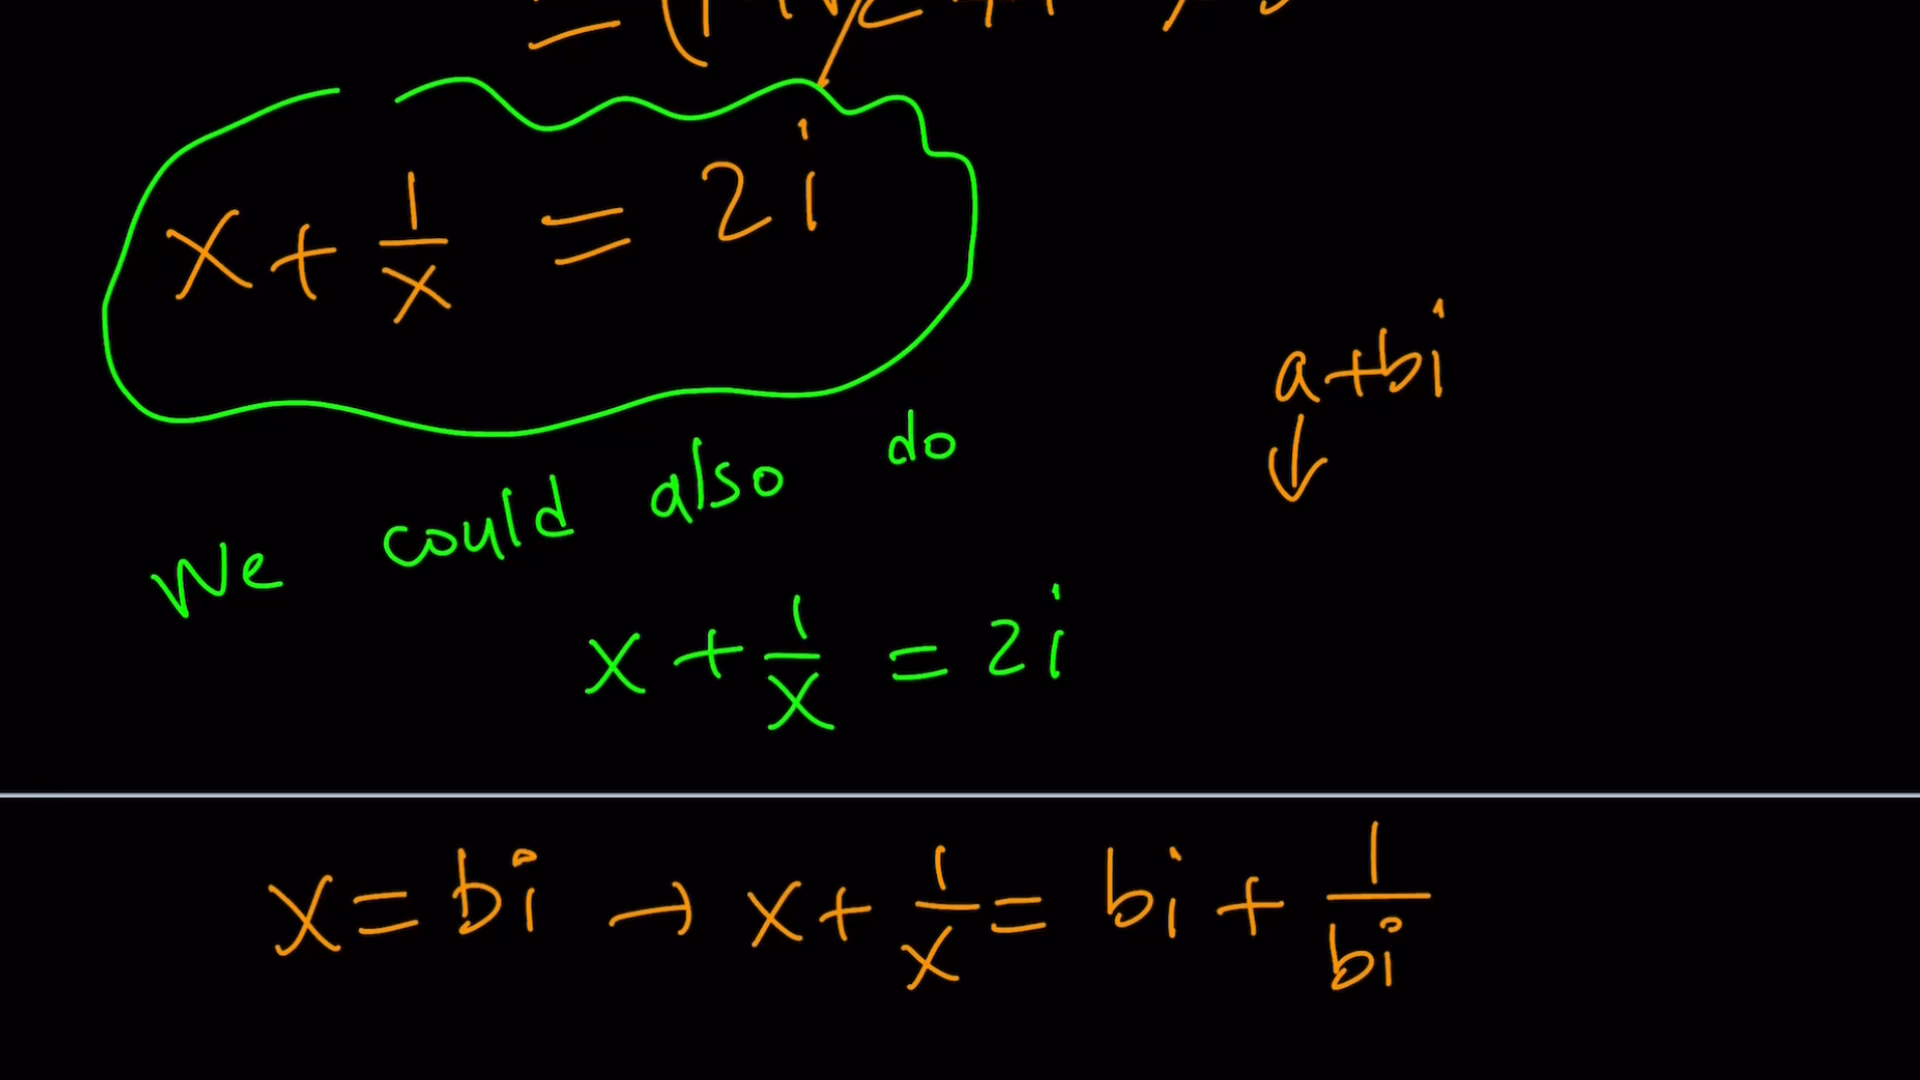 x + 1/x = 2i
a+bi
We could also do
x + 1/x = 2i
x = bi → x + 1/x = bi + 1/bi